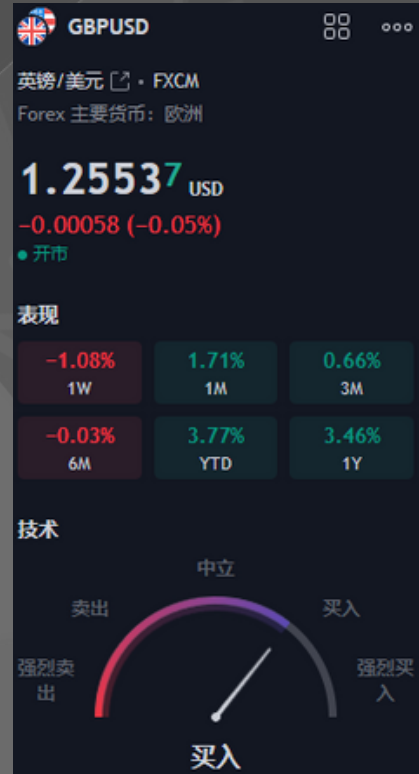 GBPUSD
英镑/美元 · FXCM
Forex 主要货币: 欧洲
1.25537 USD
−0.00058 (−0.05%)
开市
表现
−1.08% 1.71% 0.66%
1W 1M 3M
−0.03% 3.77% 3.46%
6M YTD 1Y
技术
中立
卖出 买入
强烈卖 强烈买
出 入
买入